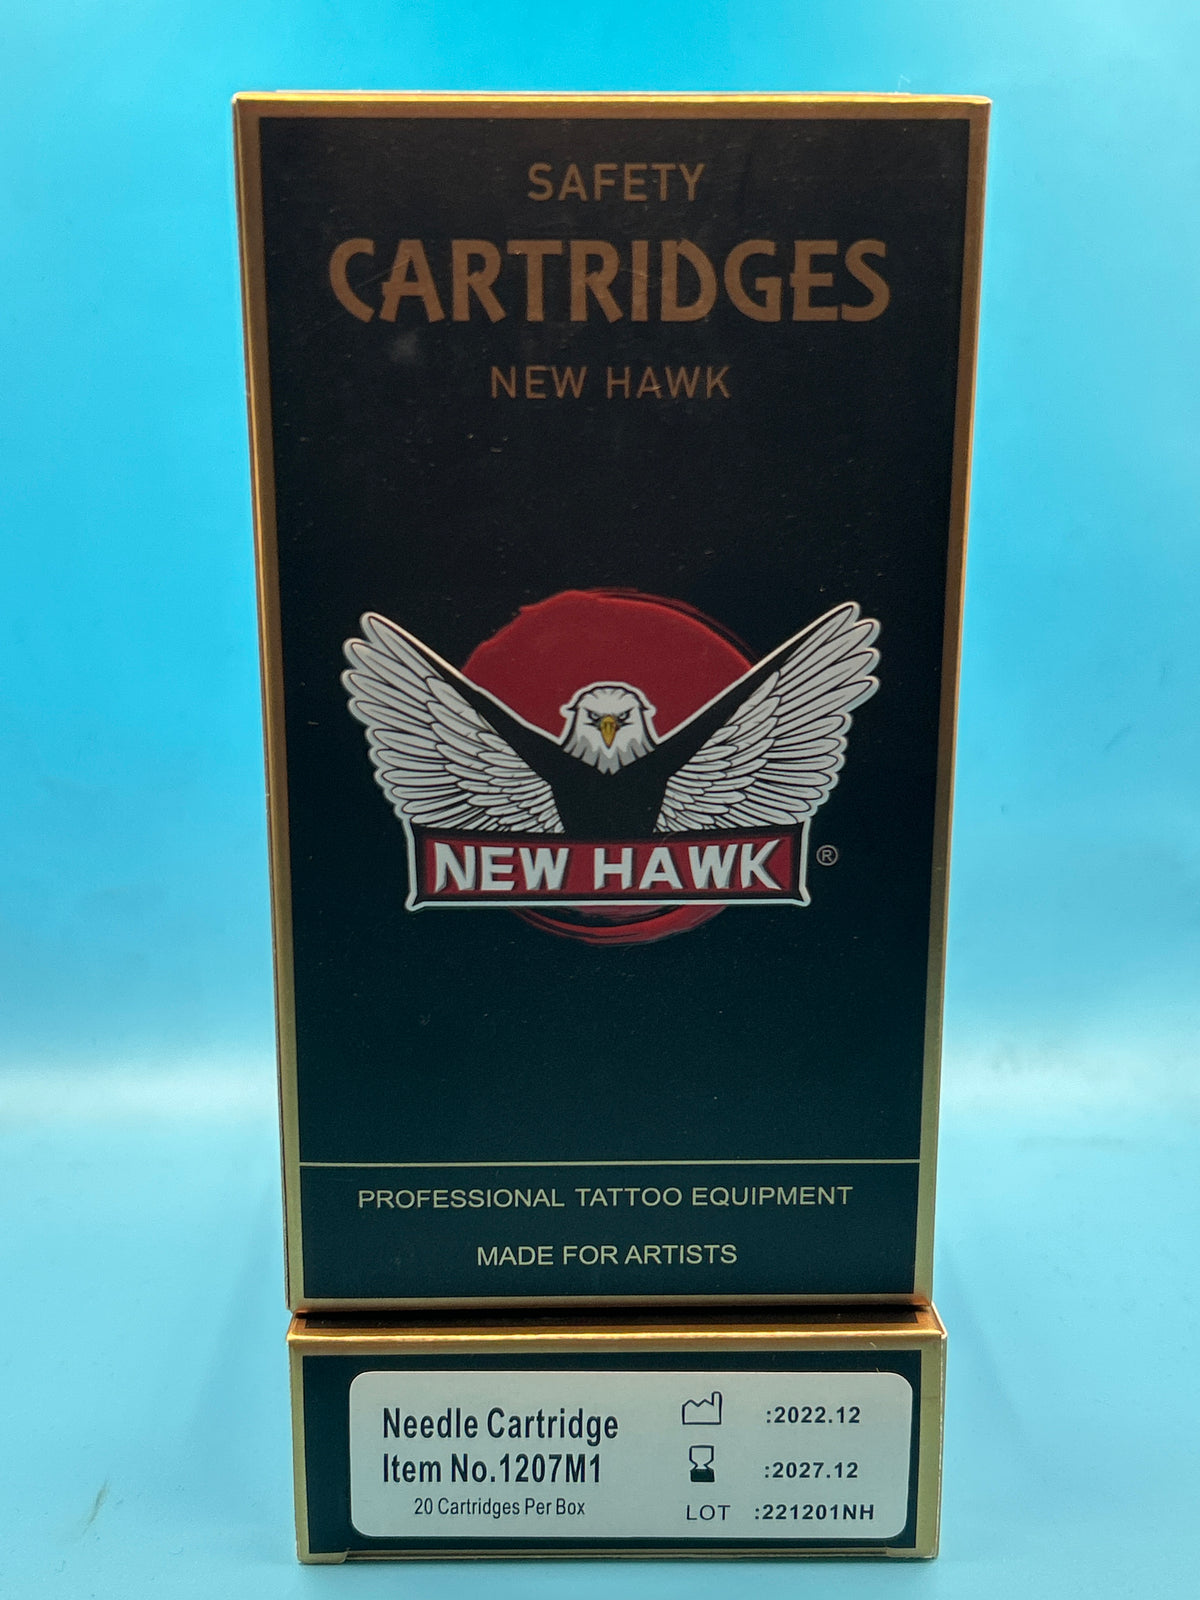 SAFETY
CARTRIDGES
NEW HAWK
NEW HAWK ®
PROFESSIONAL TATTOO EQUIPMENT
MADE FOR ARTISTS
Needle Cartridge
Item No.1207M1
20 Cartridges Per Box
:2022.12
:2027.12
LOT :221201NH